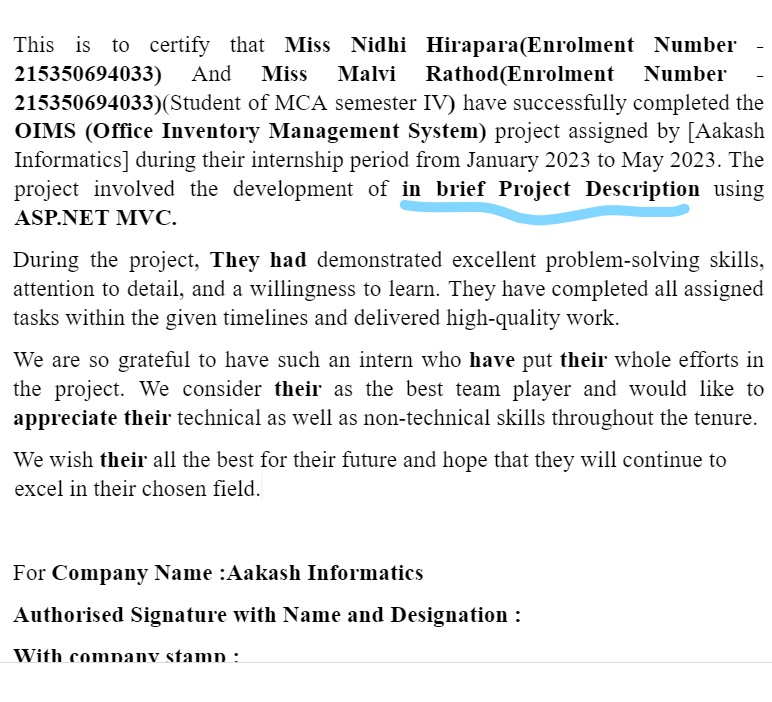 This is to certify that Miss Nidhi Hirapara(Enrolment Number -
215350694033) And Miss Malvi Rathod(Enrolment Number -
215350694033)(Student of MCA semester IV) have successfully completed the
OIMS (Office Inventory Management System) project assigned by [Aakash
Informatics] during their internship period from January 2023 to May 2023. The
project involved the development of in brief Project Description using
ASP.NET MVC.
During the project, They had demonstrated excellent problem-solving skills,
attention to detail, and a willingness to learn. They have completed all assigned
tasks within the given timelines and delivered high-quality work.
We are so grateful to have such an intern who have put their whole efforts in
the project. We consider their as the best team player and would like to
appreciate their technical as well as non-technical skills throughout the tenure.
We wish their all the best for their future and hope that they will continue to
excel in their chosen field.
For Company Name :Aakash Informatics
Authorised Signature with Name and Designation :
With company stamp :